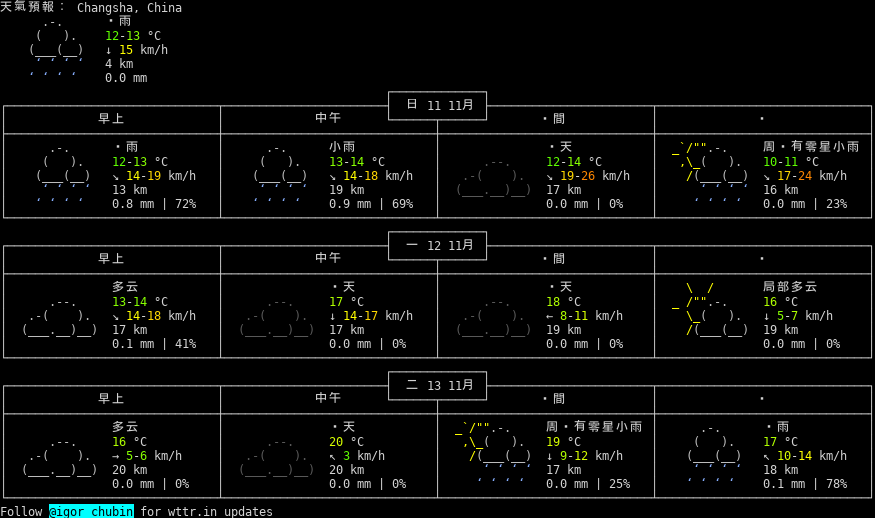 天氣預報： Changsha, China
・雨
12-13 °C
↓ 15 km/h
4 km
0.0 mm
日 11 11月
早上 中午 ・間 ・
・雨 小雨 ・天 周・有零星小雨
12-13 °C 13-14 °C 12-14 °C 10-11 °C
↘ 14-19 km/h ↘ 14-18 km/h ↘ 19-26 km/h ↘ 17-24 km/h
13 km 19 km 17 km 16 km
0.8 mm | 72% 0.9 mm | 69% 0.0 mm | 0% 0.0 mm | 23%
一 12 11月
早上 中午 ・間 ・
多云 ・天 ・天 局部多云
13-14 °C 17 °C 18 °C 16 °C
↘ 14-18 km/h ↓ 14-17 km/h ← 8-11 km/h ↓ 5-7 km/h
17 km 17 km 19 km 19 km
0.1 mm | 41% 0.0 mm | 0% 0.0 mm | 0% 0.0 mm | 0%
二 13 11月
早上 中午 ・間 ・
多云 ・天 周・有零星小雨 ・雨
16 °C 20 °C 19 °C 17 °C
→ 5-6 km/h ↖ 3 km/h ↓ 9-12 km/h ↖ 10-14 km/h
20 km 20 km 17 km 18 km
0.0 mm | 0% 0.0 mm | 0% 0.0 mm | 25% 0.1 mm | 78%
Follow @igor_chubin for wttr.in updates